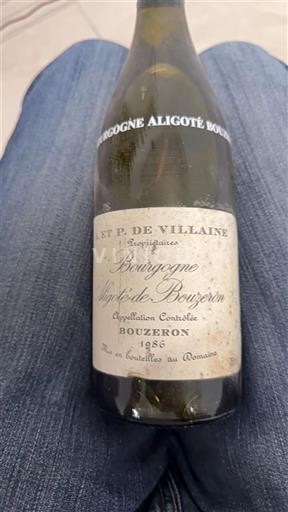 BOURGOGNE ALIGOTÉ BOUZ
A. ET P. DE VILLAINE
Propriétaires
Bourgogne
Aligoté de Bouzeron
Appellation Contrôlée
BOUZERON
1986
Mis en bouteilles au Domaine